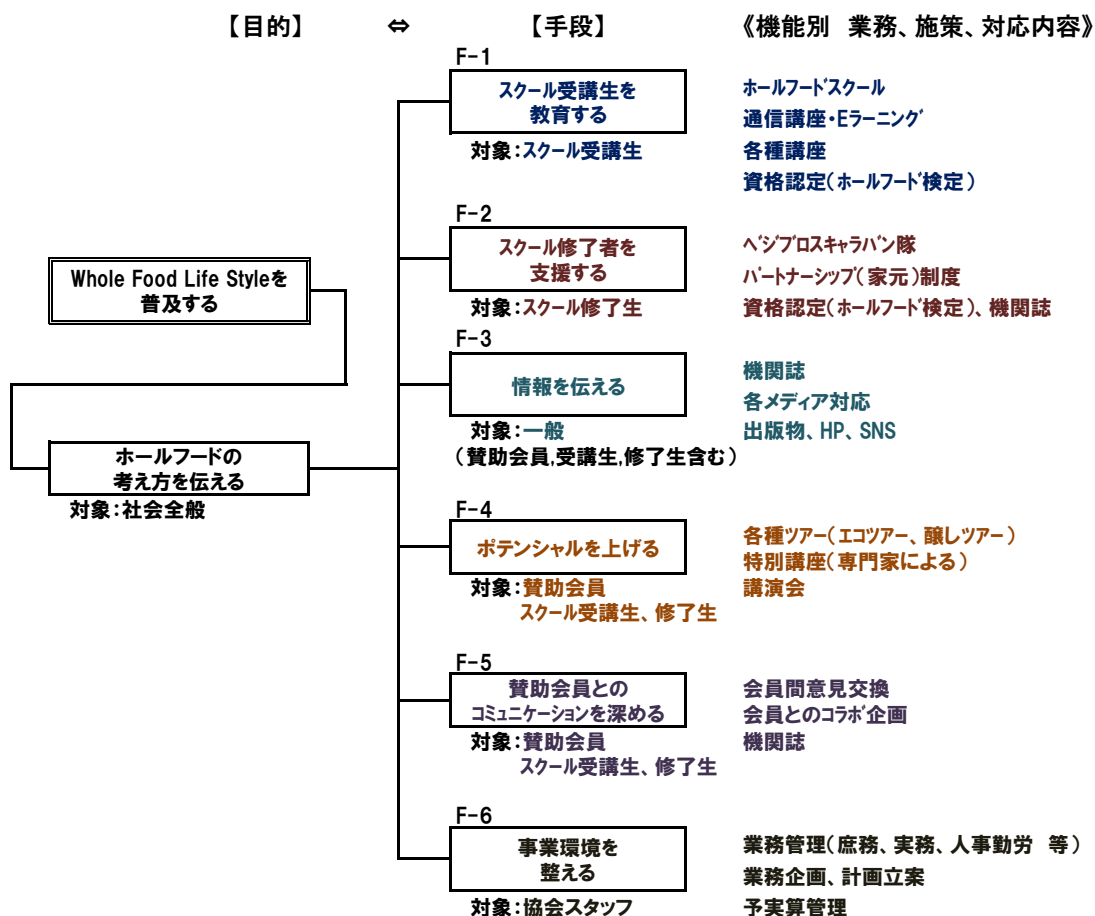 【目的】 ⇔ 【手段】 《機能別 業務、施策、対応内容》
F-1
スクール受講生を
教育する
対象:スクール受講生
ホールフードスクール
通信講座・Eラーニング
各種講座
資格認定(ホールフード検定)
F-2
スクール修了者を
支援する
対象:スクール修了生
ベジブロスキャラバン隊
パートナーシップ(家元)制度
資格認定(ホールフード検定)、機関誌
Whole Food Life Styleを
普及する
F-3
情報を伝える
対象:一般
(賛助会員,受講生,修了生含む)
機関誌
各メディア対応
出版物、HP、SNS
ホールフードの
考え方を伝える
対象:社会全般
F-4
ポテンシャルを上げる
対象:賛助会員
スクール受講生、修了生
各種ツアー(エコツアー、醸しツアー)
特別講座(専門家による)
講演会
F-5
賛助会員との
コミュニケーションを深める
対象:賛助会員
スクール受講生、修了生
会員間意見交換
会員とのコラボ企画
機関誌
F-6
事業環境を
整える
対象:協会スタッフ
業務管理(庶務、実務、人事勤労 等)
業務企画、計画立案
予実算管理